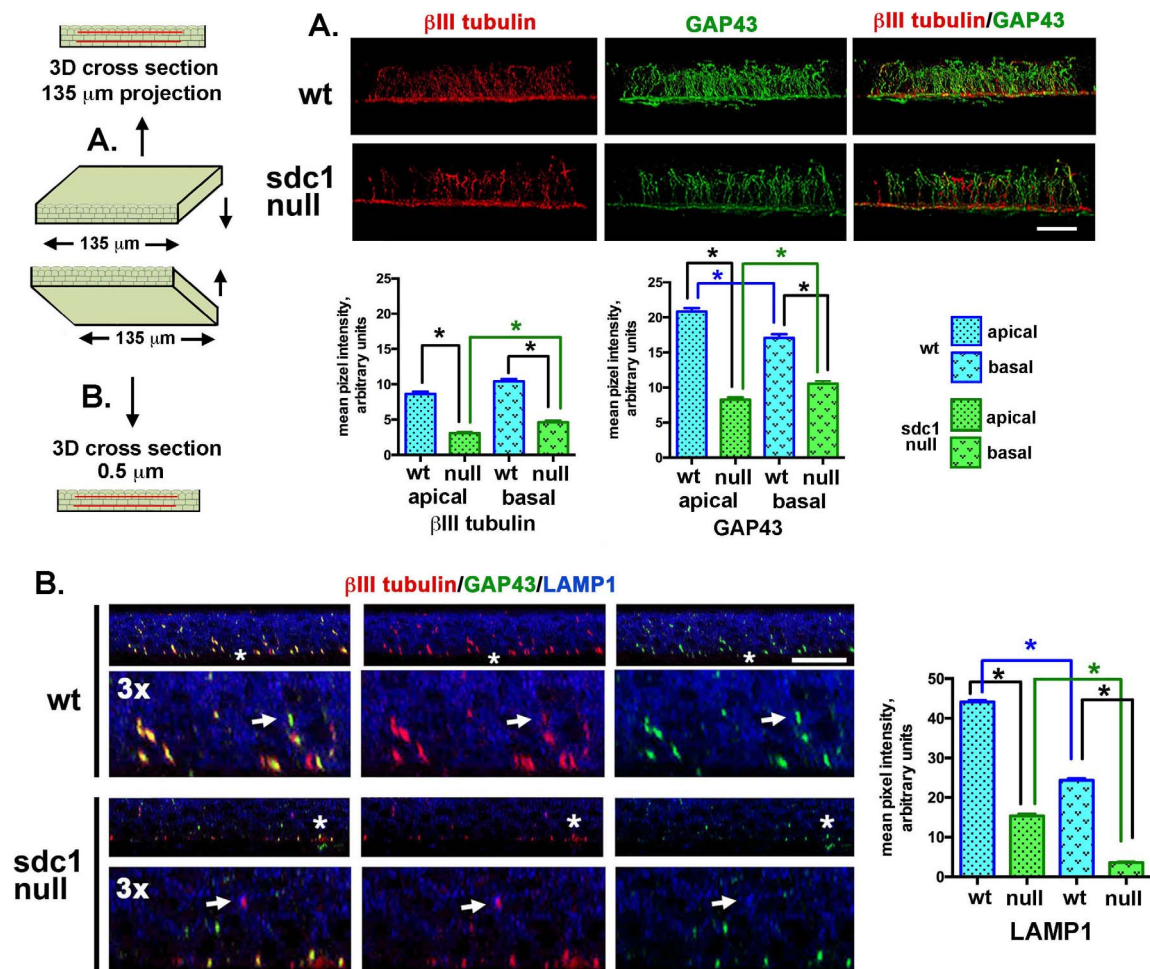 3D cross section
135 μm projection
A.
135 μm
135 μm
B.
3D cross section
0.5 μm
A.
βIII tubulin
GAP43
βIII tubulin/GAP43
wt
sdc1
null
mean pizel intensity,
arbitrary units
10
5
0
15
20
25
wt null wt null
apical basal
βIII tubulin
mean pizel intensity,
arbitrary units
25
20
15
10
5
0
wt null wt null
apical basal
GAP43
* * *
* * * *
wt
apical
basal
sdc1
null
apical
basal
B.
βIII tubulin/GAP43/LAMP1
wt
* * *
3x
sdc1
null
* * *
3x
mean pixel intensity,
arbitrary units
50
40
30
20
10
0
* * * *
wt null wt null
LAMP1